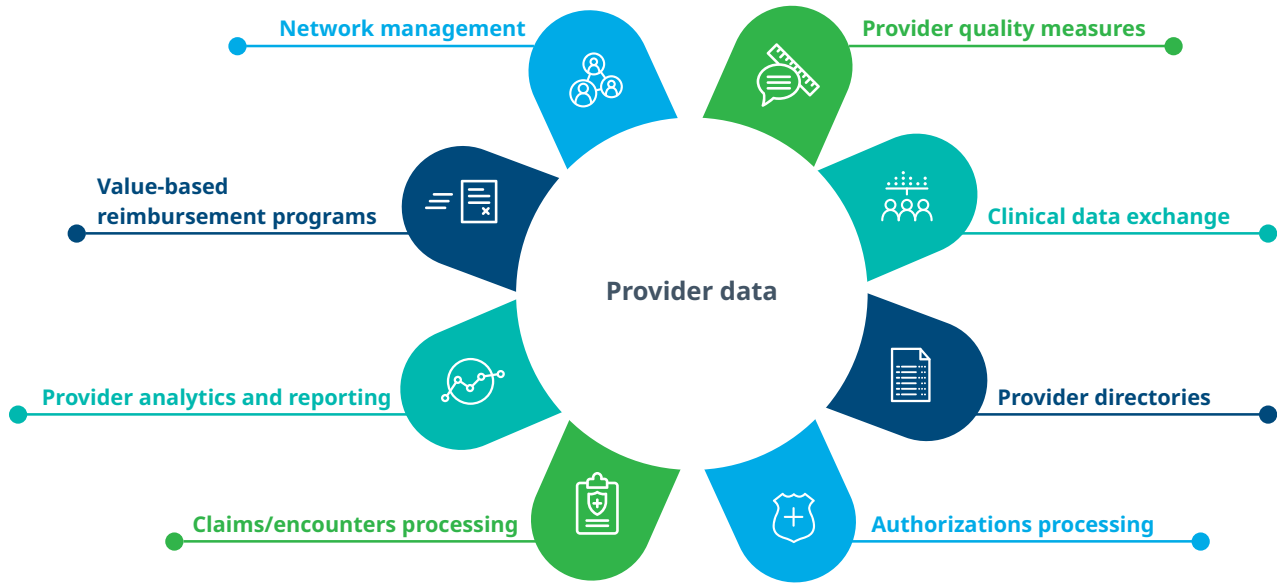 Network management
Provider quality measures
Value-based
reimbursement programs
Clinical data exchange
Provider data
Provider analytics and reporting
Provider directories
Claims/encounters processing
Authorizations processing